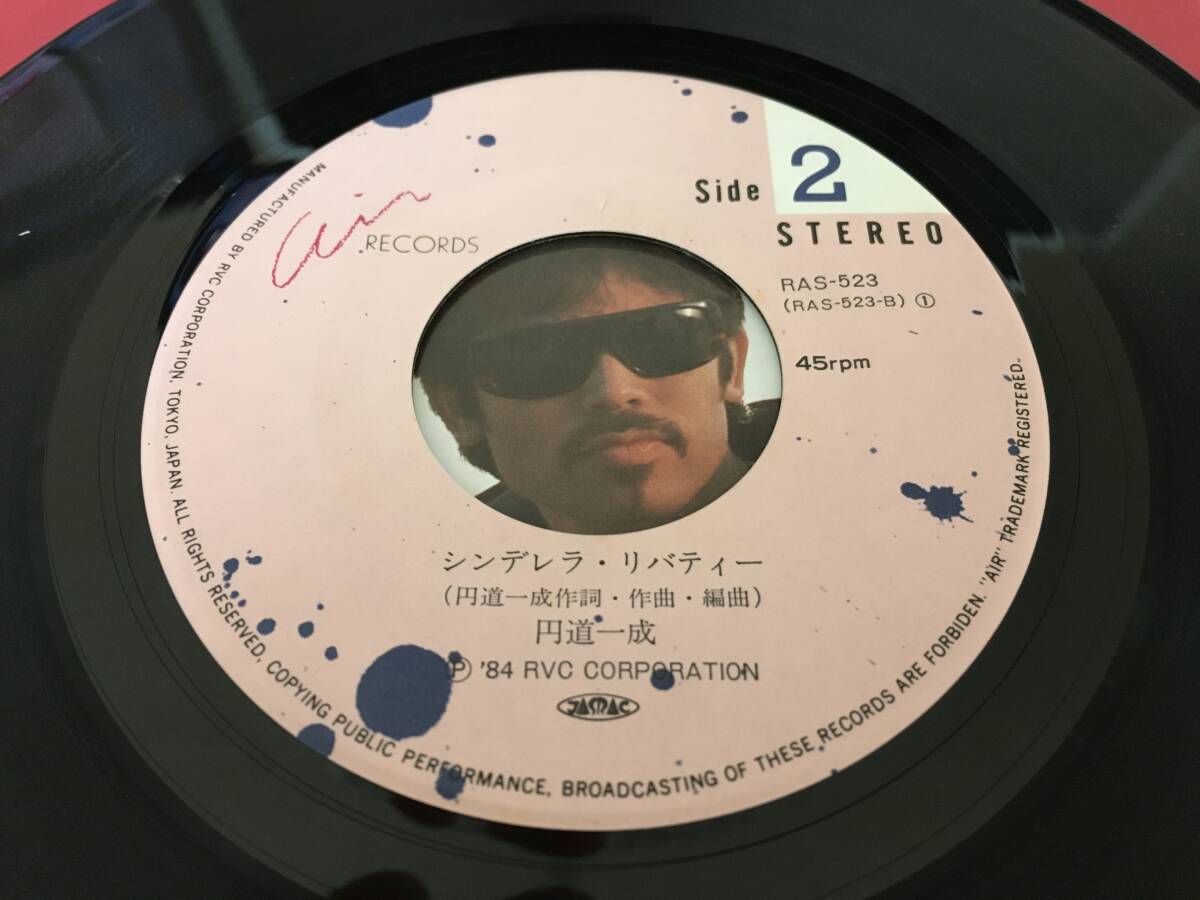 Side 2
STEREO
Air
RECORDS
RAS-523
(RAS-523-B) ①
45rpm
シンデレラ・リバティー
(円道一成作詞・作曲・編曲)
円道一成
Ⓟ '84 RVC CORPORATION
JASRAC
MANUFACTURED BY RVC CORPORATION, TOKYO, JAPAN. ALL RIGHTS RESERVED, COPYING PUBLIC PERFORMANCE, BROADCASTING OF THESE RECORDS ARE FORBIDDEN. "AIR" TRADEMARK REGISTERED.